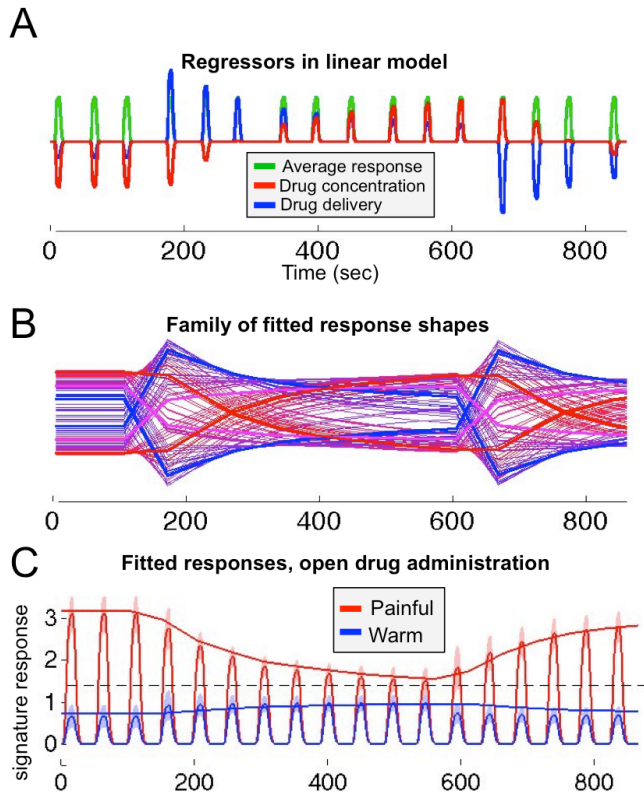 A
Regressors in linear model
Average response
Drug concentration
Drug delivery
0 200 400 600 800
Time (sec)
B
Family of fitted response shapes
0 200 400 600 800
C
Fitted responses, open drug administration
Painful
Warm
signature response
3
2
1
0
0 200 400 600 800